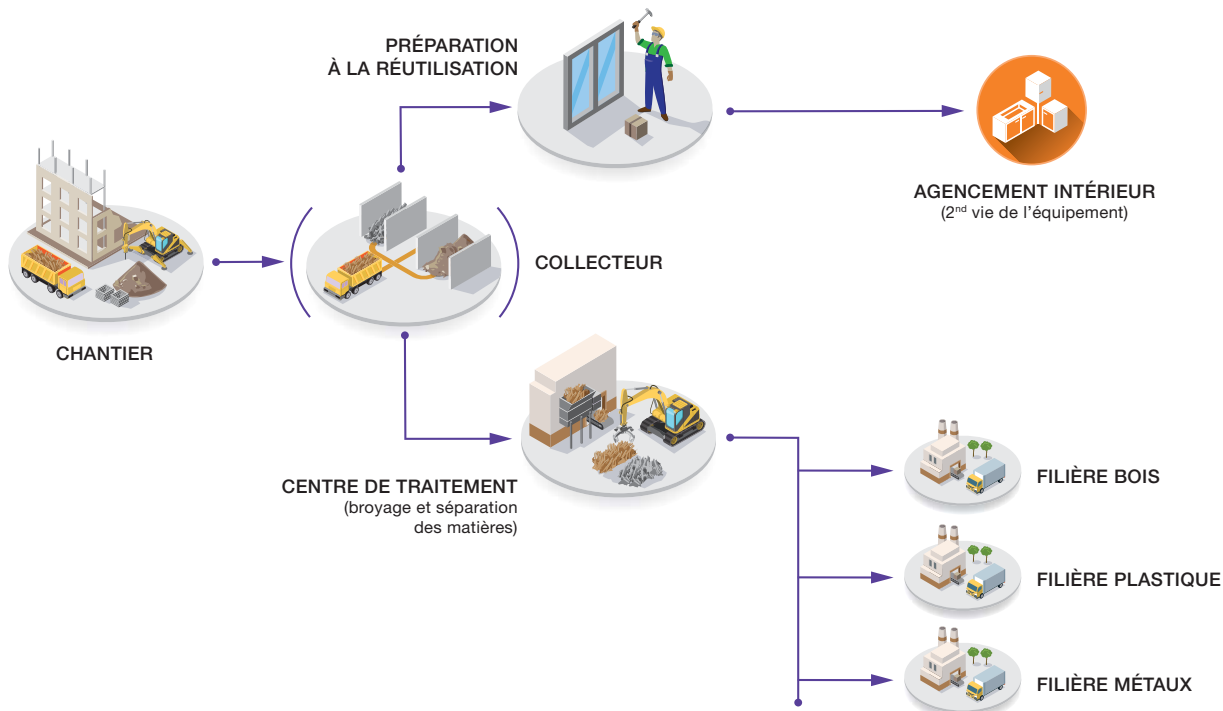 PRÉPARATION
À LA RÉUTILISATION
AGENCEMENT INTÉRIEUR
(2nd vie de l’équipement)
COLLECTEUR
CHANTIER
CENTRE DE TRAITEMENT
(broyage et séparation
des matières)
FILIÈRE BOIS
FILIÈRE PLASTIQUE
FILIÈRE MÉTAUX